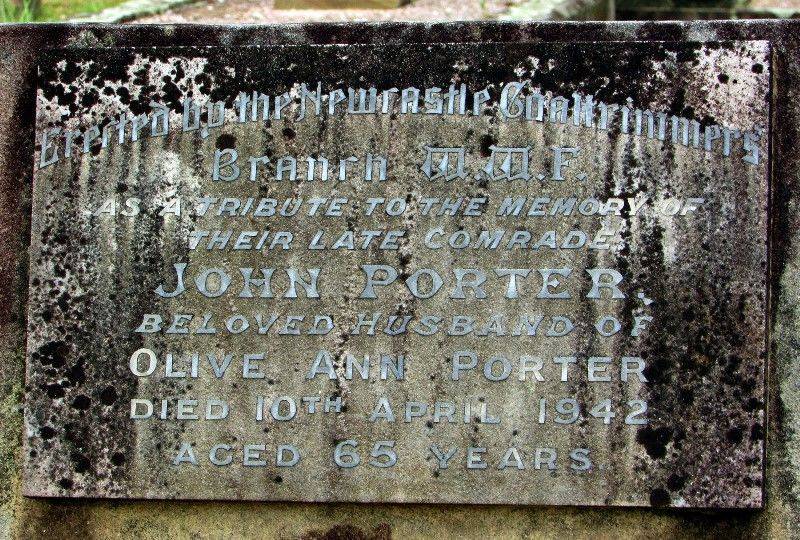 Erected by the Newcastle Coaltrimmers
Branch W.W.F.
AS A TRIBUTE TO THE MEMORY OF
THEIR LATE COMRADE
JOHN PORTER.
BELOVED HUSBAND OF
OLIVE ANN PORTER
DIED 10TH APRIL 1942
AGED 65 YEARS.